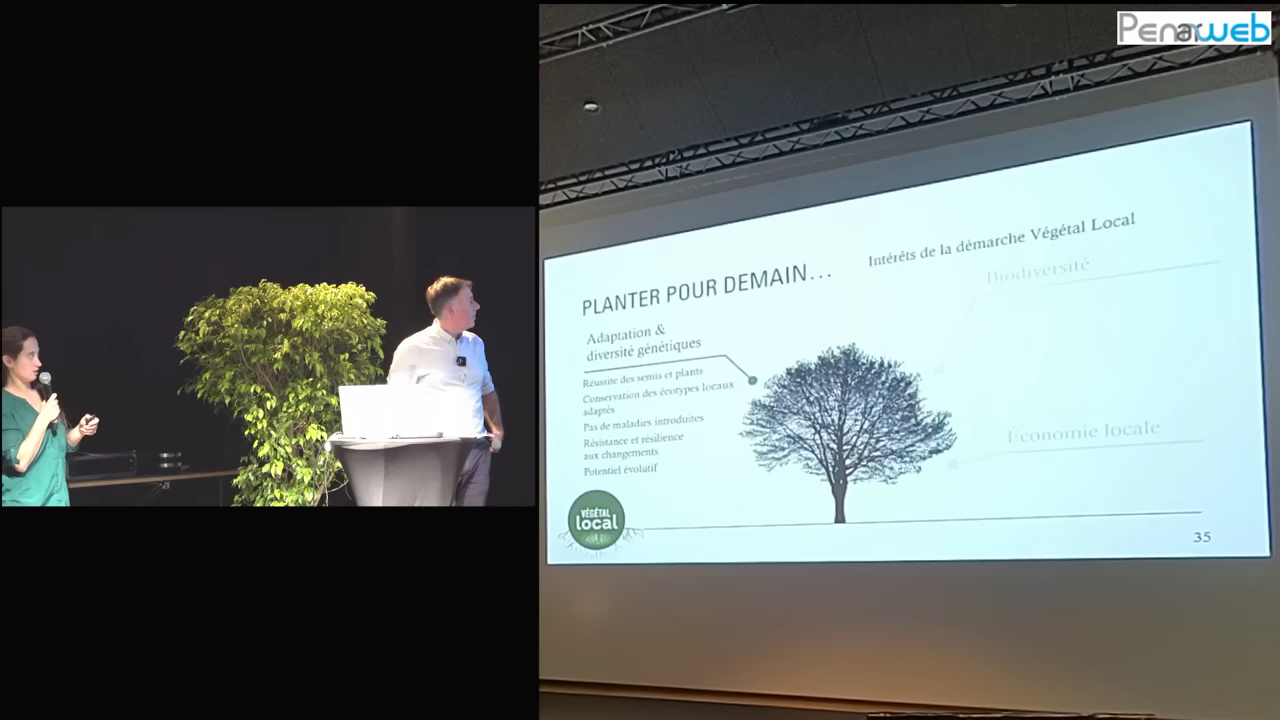 Penarweb
Intérêts de la démarche Végétal Local
PLANTER POUR DEMAIN...
Biodiversité
Adaptation &
diversité génétiques
Réussite des semis et plants
Conservation des écotypes locaux
adaptés
Pas de maladies introduites
Résistance et résilience
aux changements
Potentiel évolutif
Économie locale
VÉGÉTAL
local
35